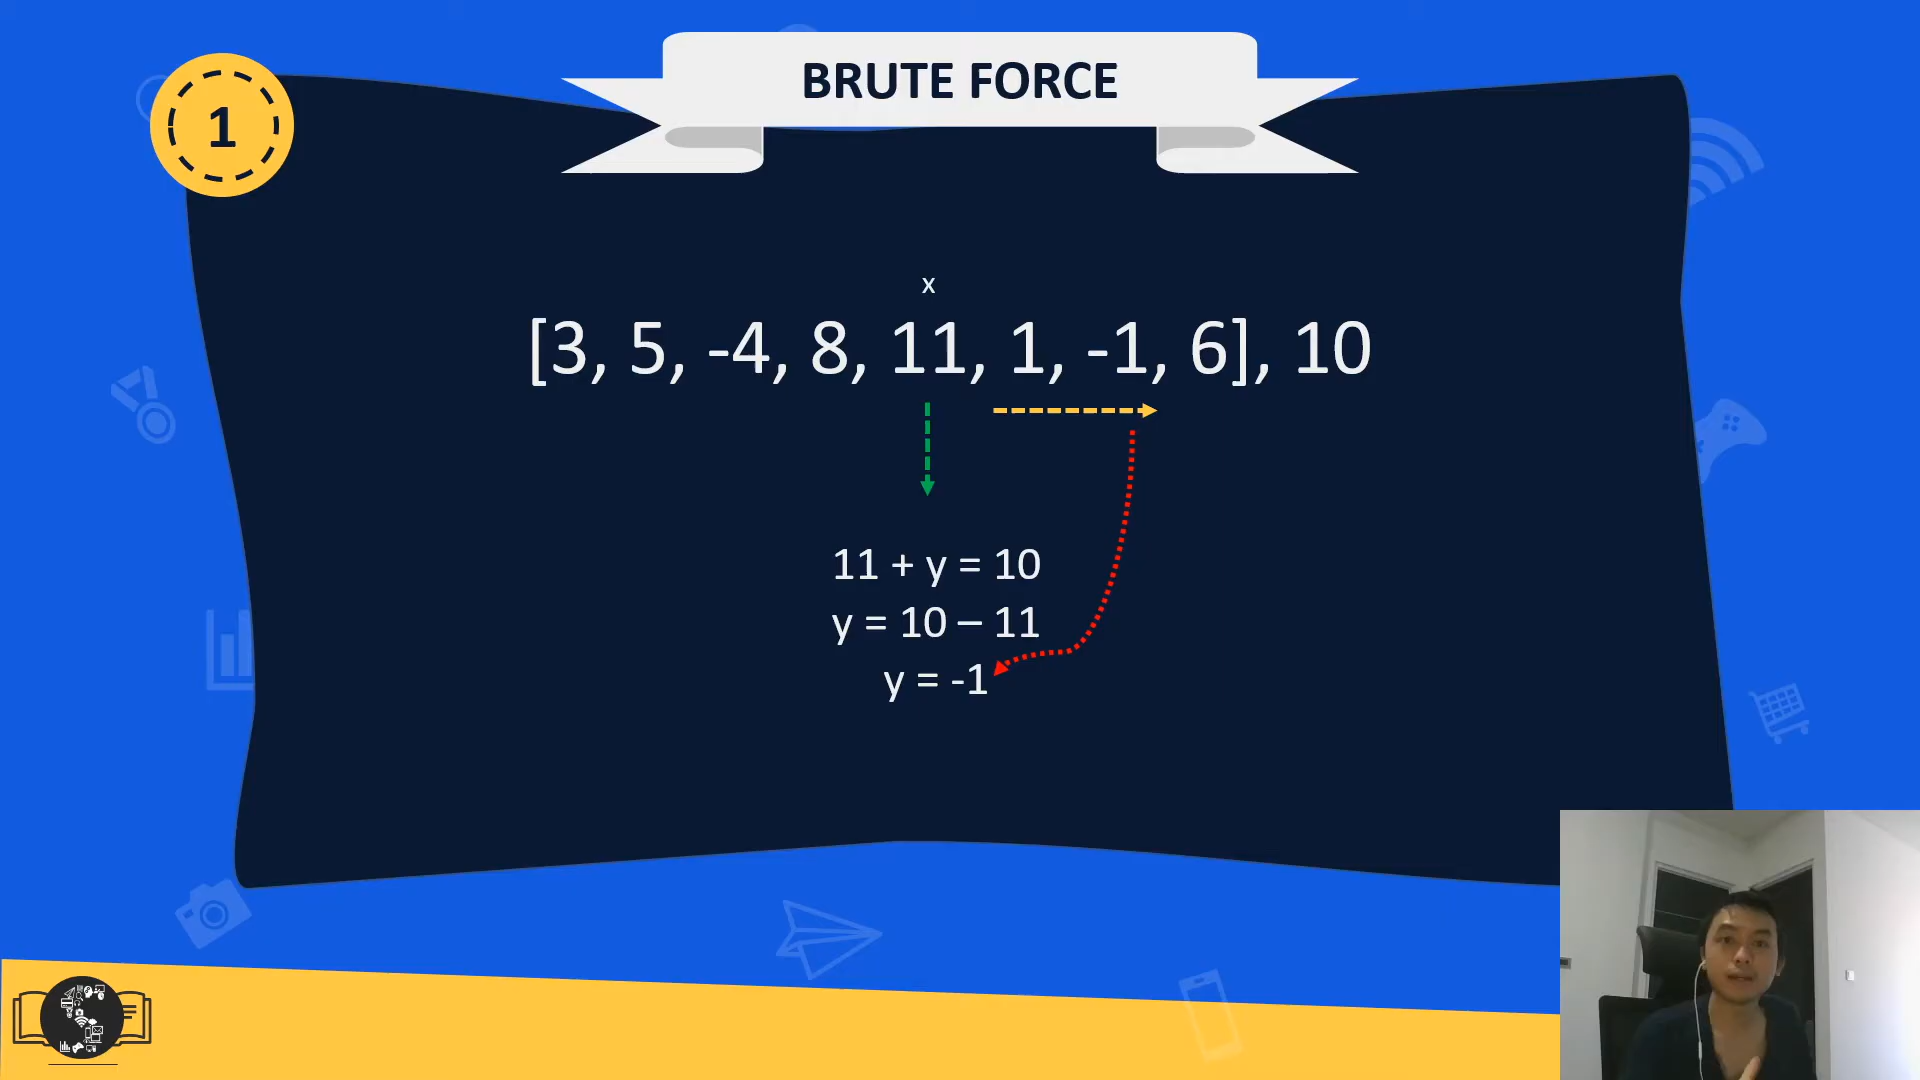 BRUTE FORCE
1
x
[3, 5, -4, 8, 11, 1, -1, 6], 10
11 + y = 10
y = 10 – 11
y = -1